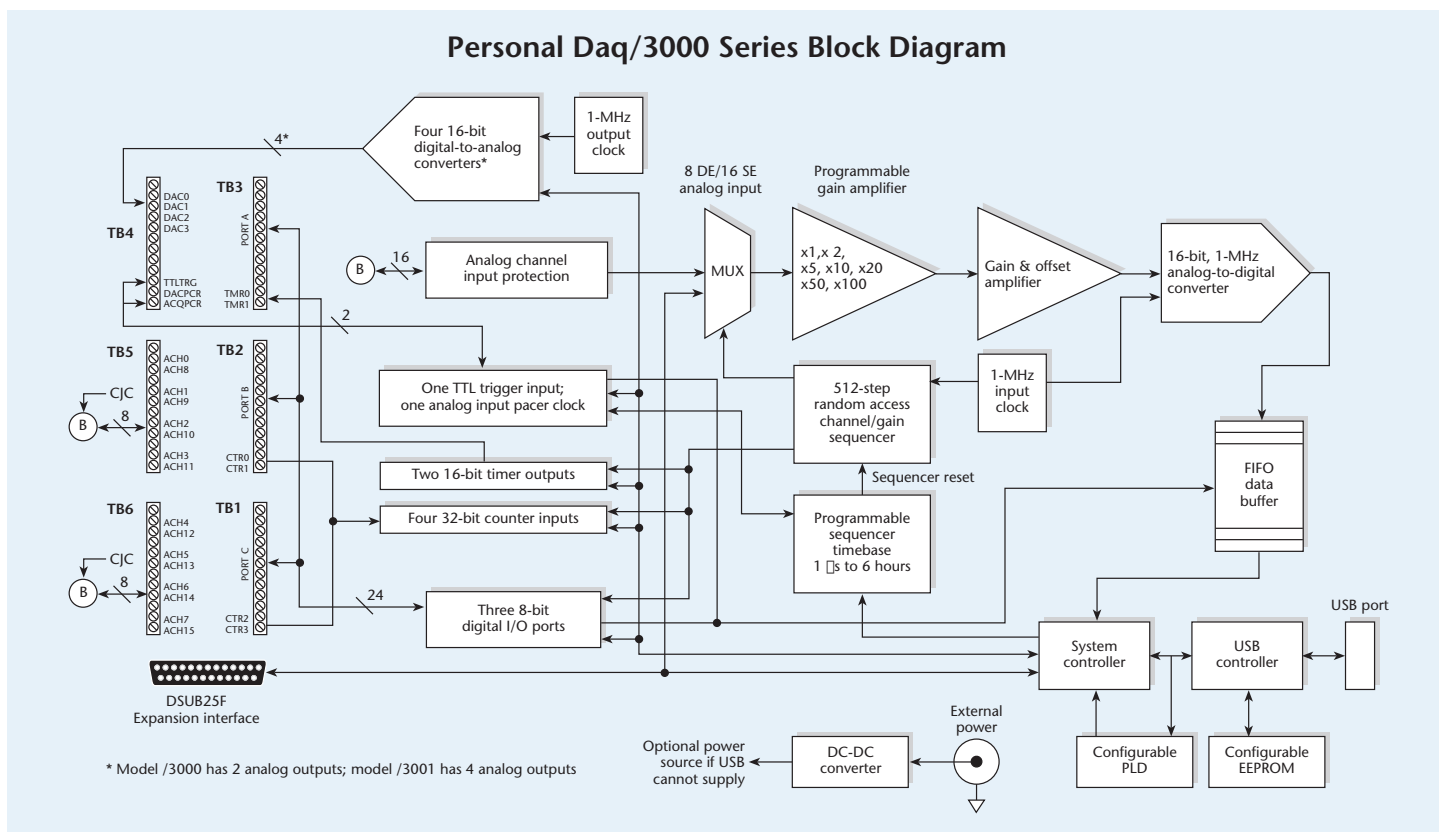 Personal Daq/3000 Series Block Diagram
4*
Four 16-bit
digital-to-analog
converters*
1-MHz
output
clock
8 DE/16 SE
analog input
Programmable
gain amplifier
TB3
TB4
DAC0
DAC1
DAC2
DAC3
TTLTRG
DACPCR
ACQPCR
PORT A
TMR0
TMR1
B
16
Analog channel
input protection
MUX
x1,x 2,
x5, x10, x20
x50, x100
Gain & offset
amplifier
16-bit, 1-MHz
analog-to-digital
converter
2
TB5
TB2
ACH0
ACH8
ACH1
ACH9
ACH2
ACH10
ACH3
ACH11
PORT B
CTR0
CTR1
CJC
B
8
One TTL trigger input;
one analog input pacer clock
512-step
random access
channel/gain
sequencer
1-MHz
input
clock
Two 16-bit timer outputs
Sequencer reset
Four 32-bit counter inputs
Programmable
sequencer
timebase
1 □s to 6 hours
FIFO
data
buffer
TB6
TB1
ACH4
ACH12
ACH5
ACH13
ACH6
ACH14
ACH7
ACH15
PORT C
CTR2
CTR3
CJC
B
8
24
Three 8-bit
digital I/O ports
System
controller
USB
controller
USB port
DSUB25F
Expansion interface
External
power
Optional power
source if USB
cannot supply
DC-DC
converter
Configurable
PLD
Configurable
EEPROM
* Model /3000 has 2 analog outputs; model /3001 has 4 analog outputs